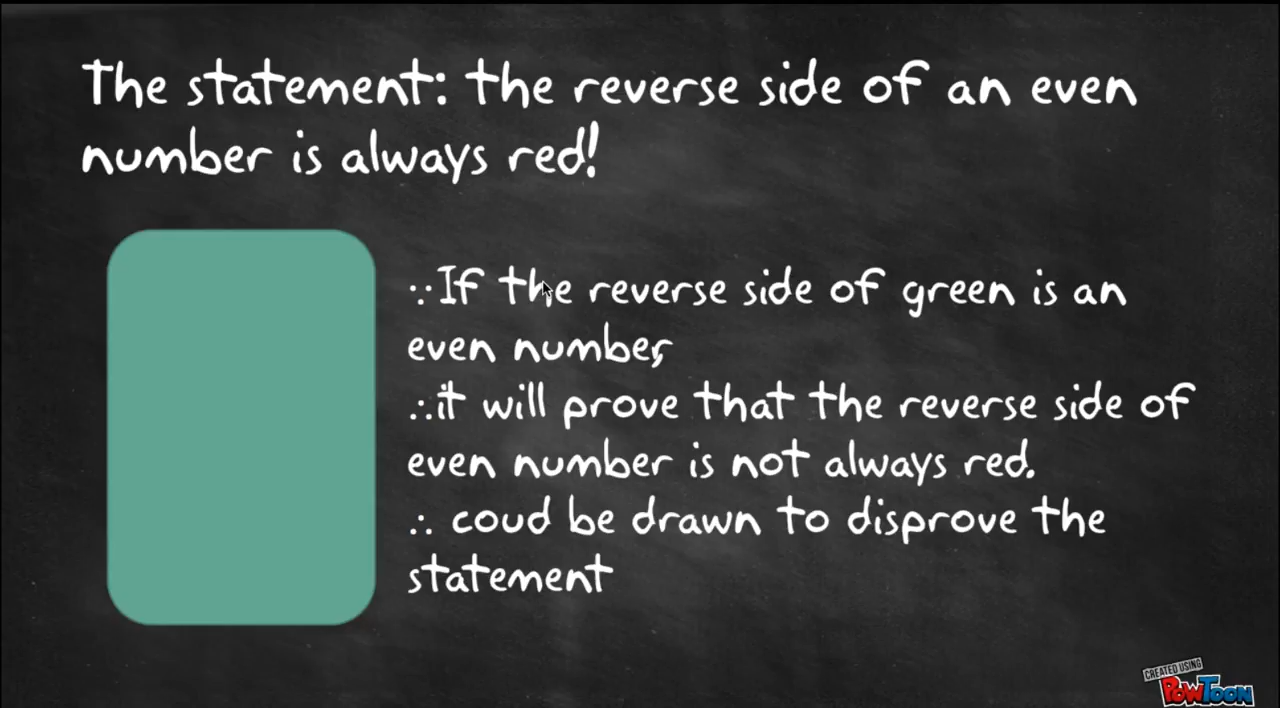 The statement: the reverse side of an even
number is always red!
∵If the reverse side of green is an
even number,
∴it will prove that the reverse side of
even number is not always red.
∴ coud be drawn to disprove the
statement
CREATED USING
POWTOON